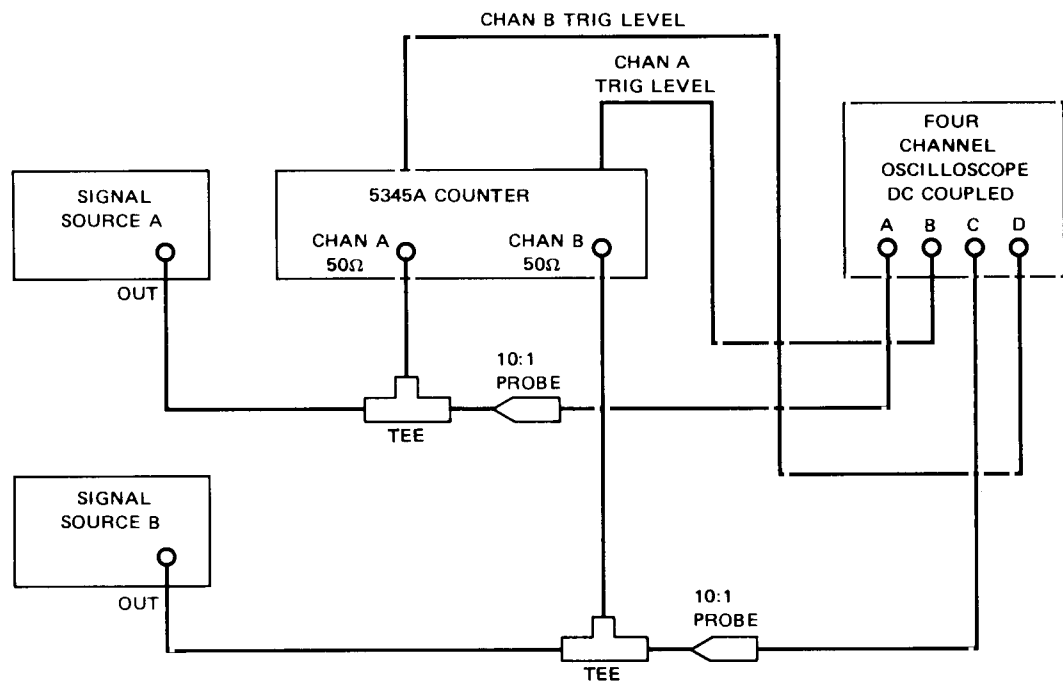 CHAN B TRIG LEVEL
CHAN A
TRIG LEVEL
FOUR
CHANNEL
OSCILLOSCOPE
DC COUPLED
A B C D
SIGNAL
SOURCE A
OUT
5345A COUNTER
CHAN A
50Ω
CHAN B
50Ω
10:1
PROBE
TEE
SIGNAL
SOURCE B
OUT
10:1
PROBE
TEE